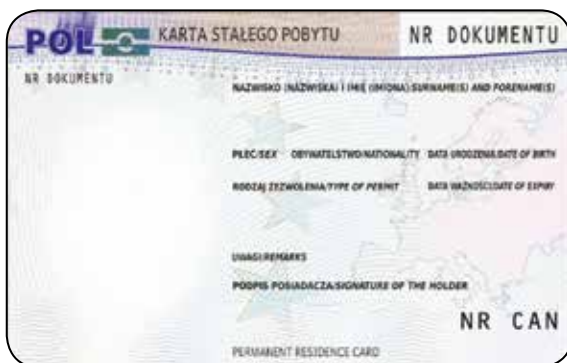 POL KARTA STAŁEGO POBYTU NR DOKUMENTU
NR DOKUMENTU
NAZWISKO (NAZWISKA) I IMIĘ (IMIONA)/SURNAME(S) AND FORENAME(S)
PŁEĆ/SEX OBYWATELSTWO/NATIONALITY DATA URODZENIA/DATE OF BIRTH
RODZAJ ZEZWOLENIA/TYPE OF PERMIT DATA WAŻNOŚCI/DATE OF EXPIRY
UWAGI/REMARKS
PODPIS POSIADACZA/SIGNATURE OF THE HOLDER
NR CAN
PERMANENT RESIDENCE CARD